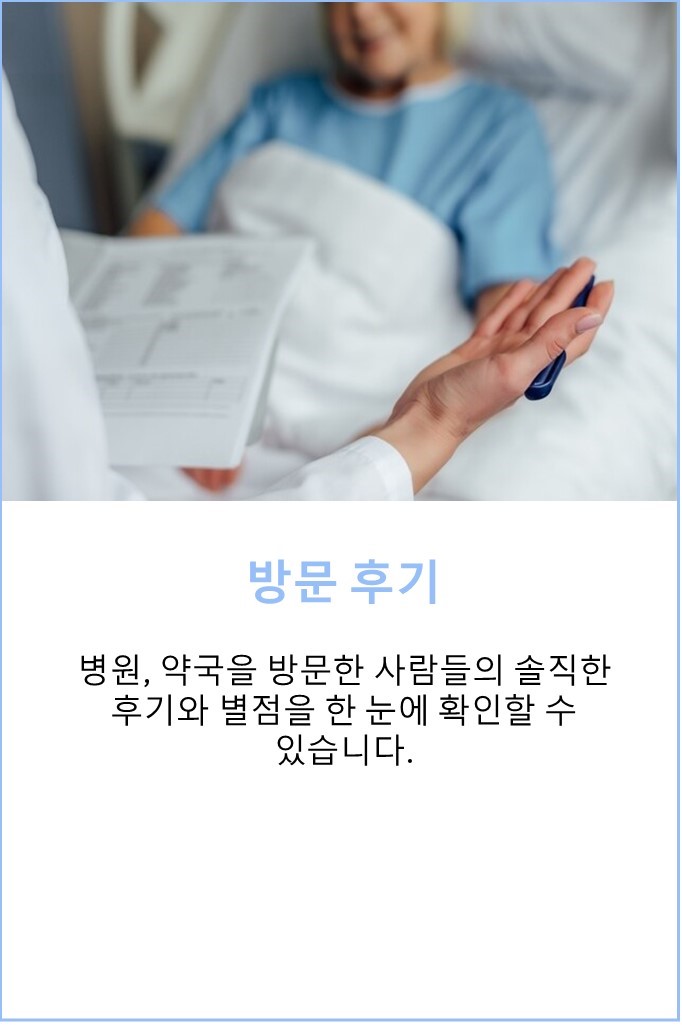 방문 후기
병원, 약국을 방문한 사람들의 솔직한
후기와 별점을 한 눈에 확인할 수
있습니다.